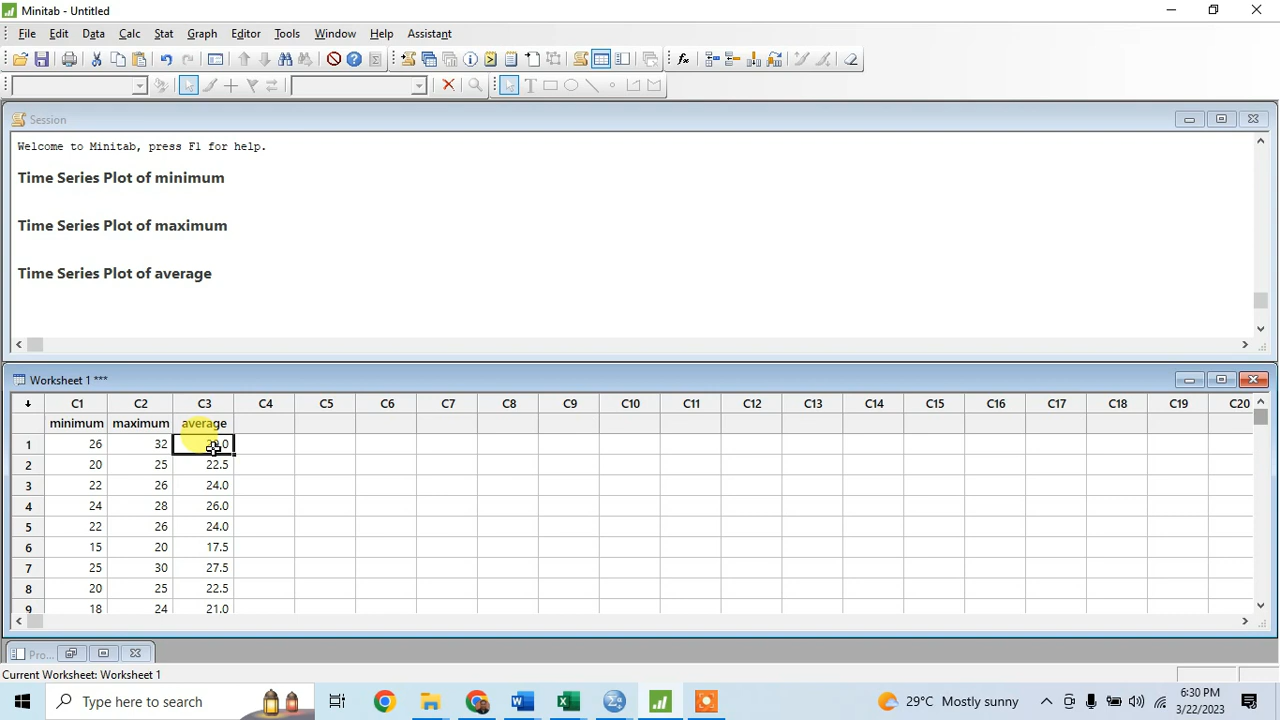 Minitab - Untitled
File Edit Data Calc Stat Graph Editor Tools Window Help Assistant
Session
Welcome to Minitab, press F1 for help.
Time Series Plot of minimum
Time Series Plot of maximum
Time Series Plot of average
Worksheet 1 ***
C1 C2 C3 C4 C5 C6 C7 C8 C9 C10 C11 C12 C13 C14 C15 C16 C17 C18 C19 C20
minimum maximum average
1 26 32
2 20 25 22.5
3 22 26 24.0
4 24 28 26.0
5 22 26 24.0
6 15 20 17.5
7 25 30 27.5
8 20 25 22.5
9 18 24 21.0
Pro...
Current Worksheet: Worksheet 1
Type here to search
29°C Mostly sunny
6:30 PM
3/22/2023